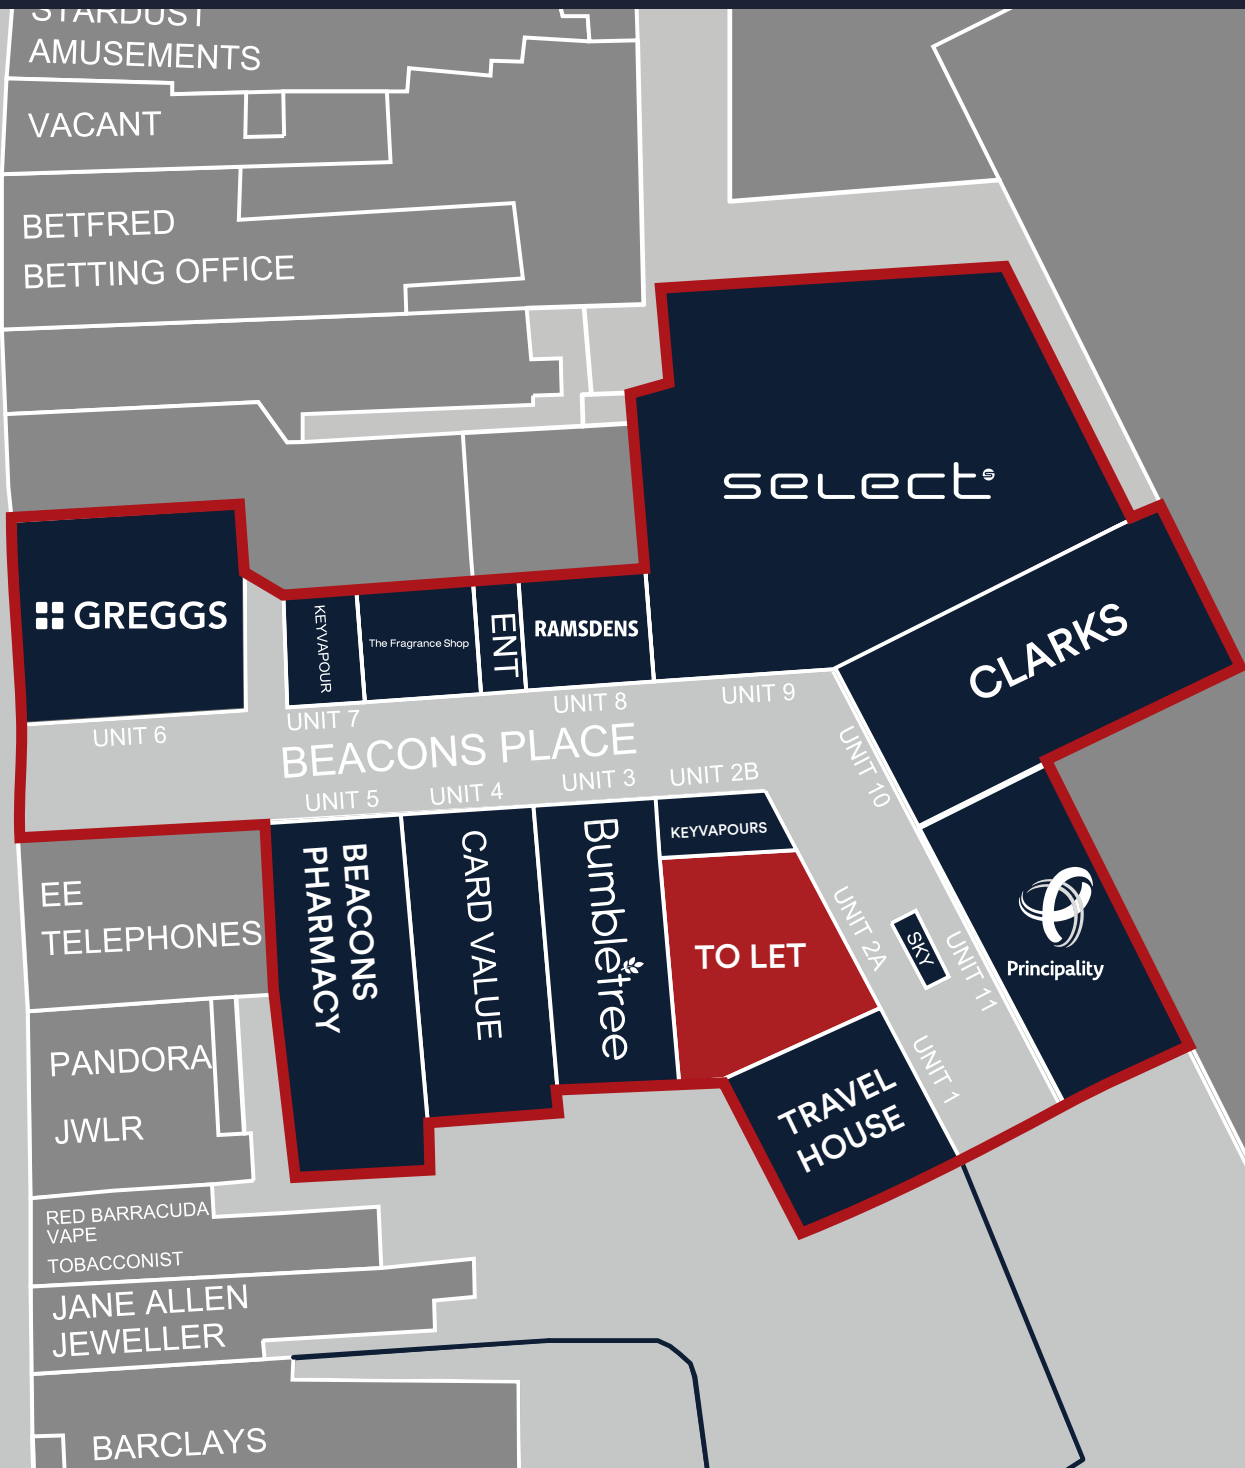 STARDUST
AMUSEMENTS
VACANT
BETFRED
BETTING OFFICE
select
GREGGS
UNIT 6
KEYVAPOUR
The Fragrance Shop
ENT
RAMSDENS
UNIT 7
UNIT 8
UNIT 9
BEACONS PLACE
CLARKS
UNIT 10
UNIT 5
UNIT 4
UNIT 3
UNIT 2B
BEACONS
PHARMACY
CARD VALUE
Bumbletree
KEYVAPOURS
TO LET
UNIT 2A
SKY
UNIT 11
Principality
EE
TELEPHONES
PANDORA
JWLR
UNIT 1
TRAVEL
HOUSE
RED BARRACUDA
VAPE
TOBACCONIST
JANE ALLEN
JEWELLER
BARCLAYS